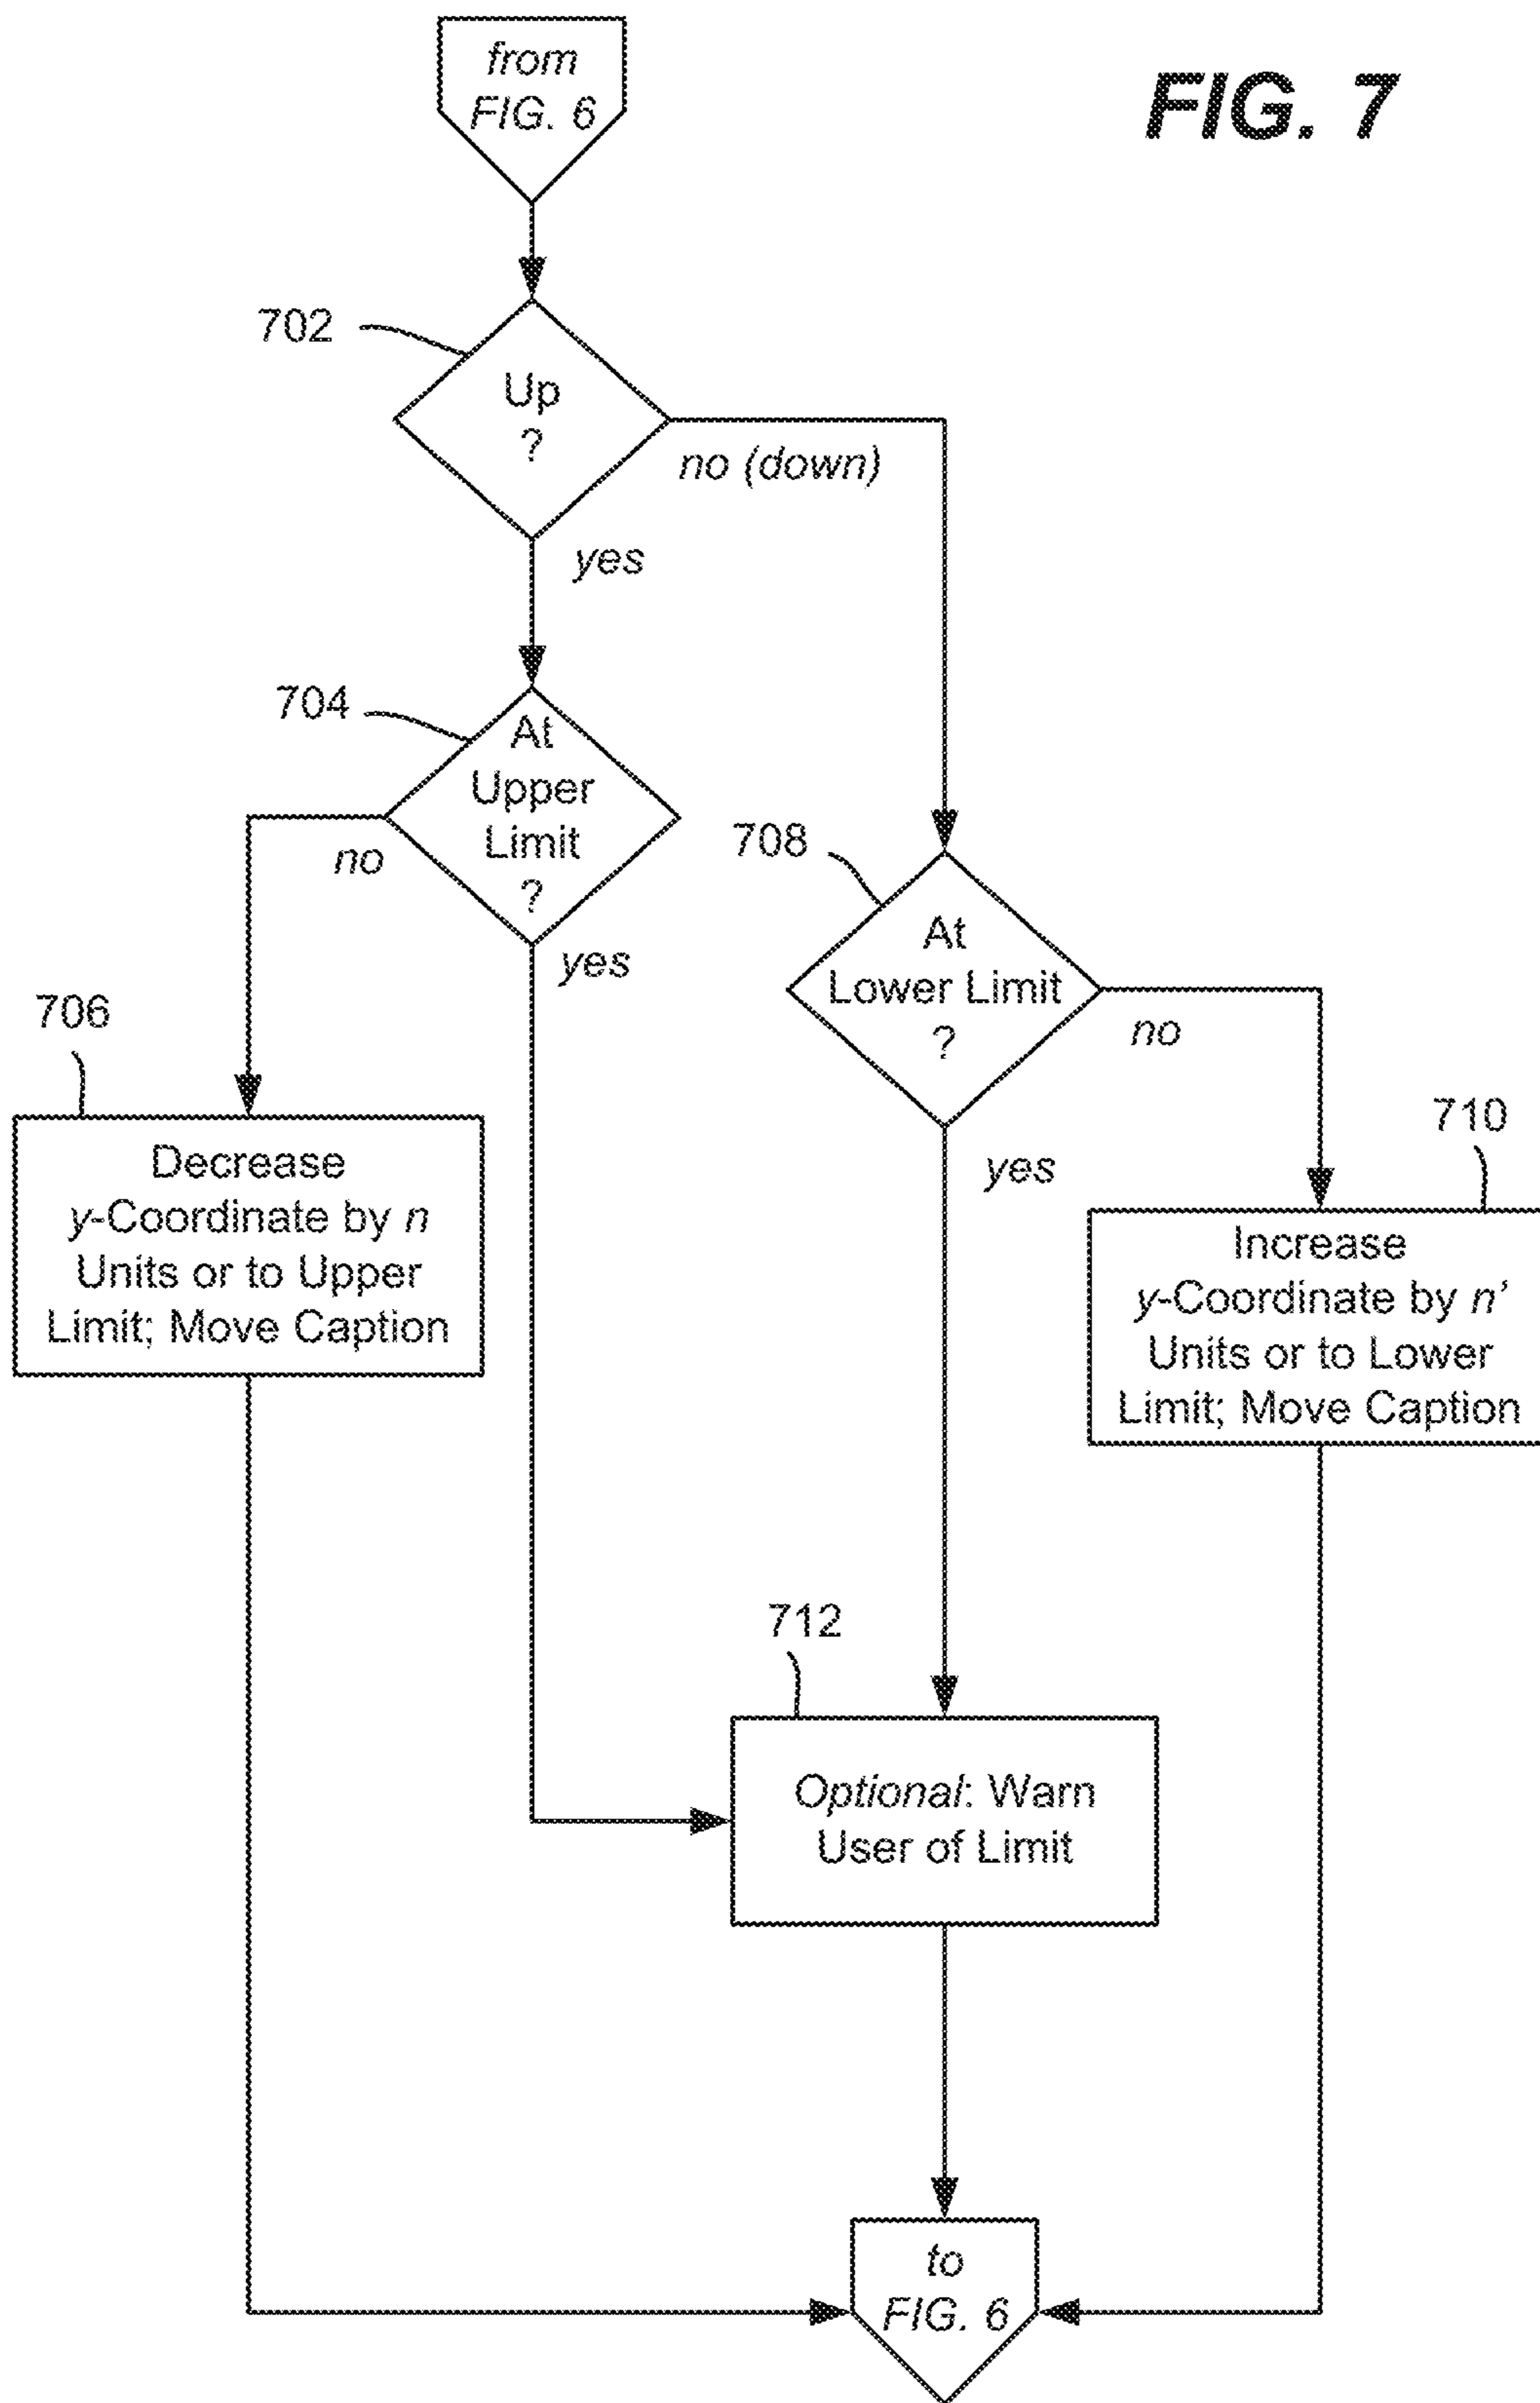 from
FIG. 6
FIG. 7
702
Up
?
no (down)
yes
704
At
Upper
Limit
?
no
yes
708
At
Lower Limit
?
no
yes
706
Decrease
y-Coordinate by n
Units or to Upper
Limit; Move Caption
710
Increase
y-Coordinate by n’
Units or to Lower
Limit; Move Caption
712
Optional: Warn
User of Limit
to
FIG. 6